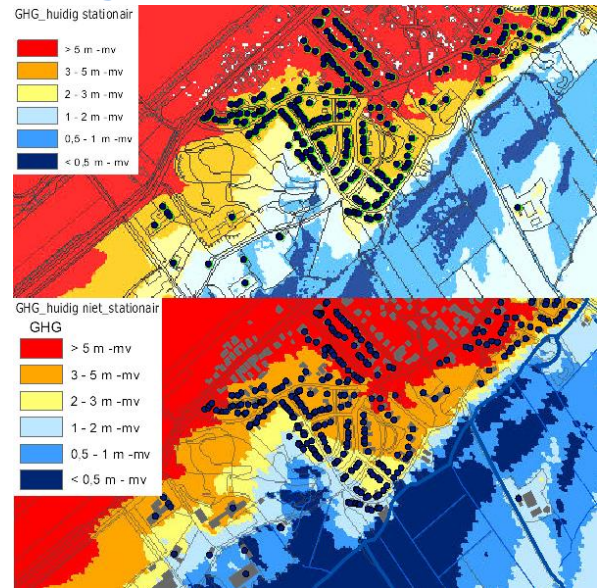 GHG_huidig stationair
> 5 m -mv
3 - 5 m -mv
2 - 3 m -mv
1 - 2 m -mv
0,5 - 1 m -mv
< 0,5 m - mv
GHG_huidig niet_stationair
GHG
> 5 m -mv
3 - 5 m -mv
2 - 3 m -mv
1 - 2 m -mv
0,5 - 1 m -mv
< 0,5 m -mv